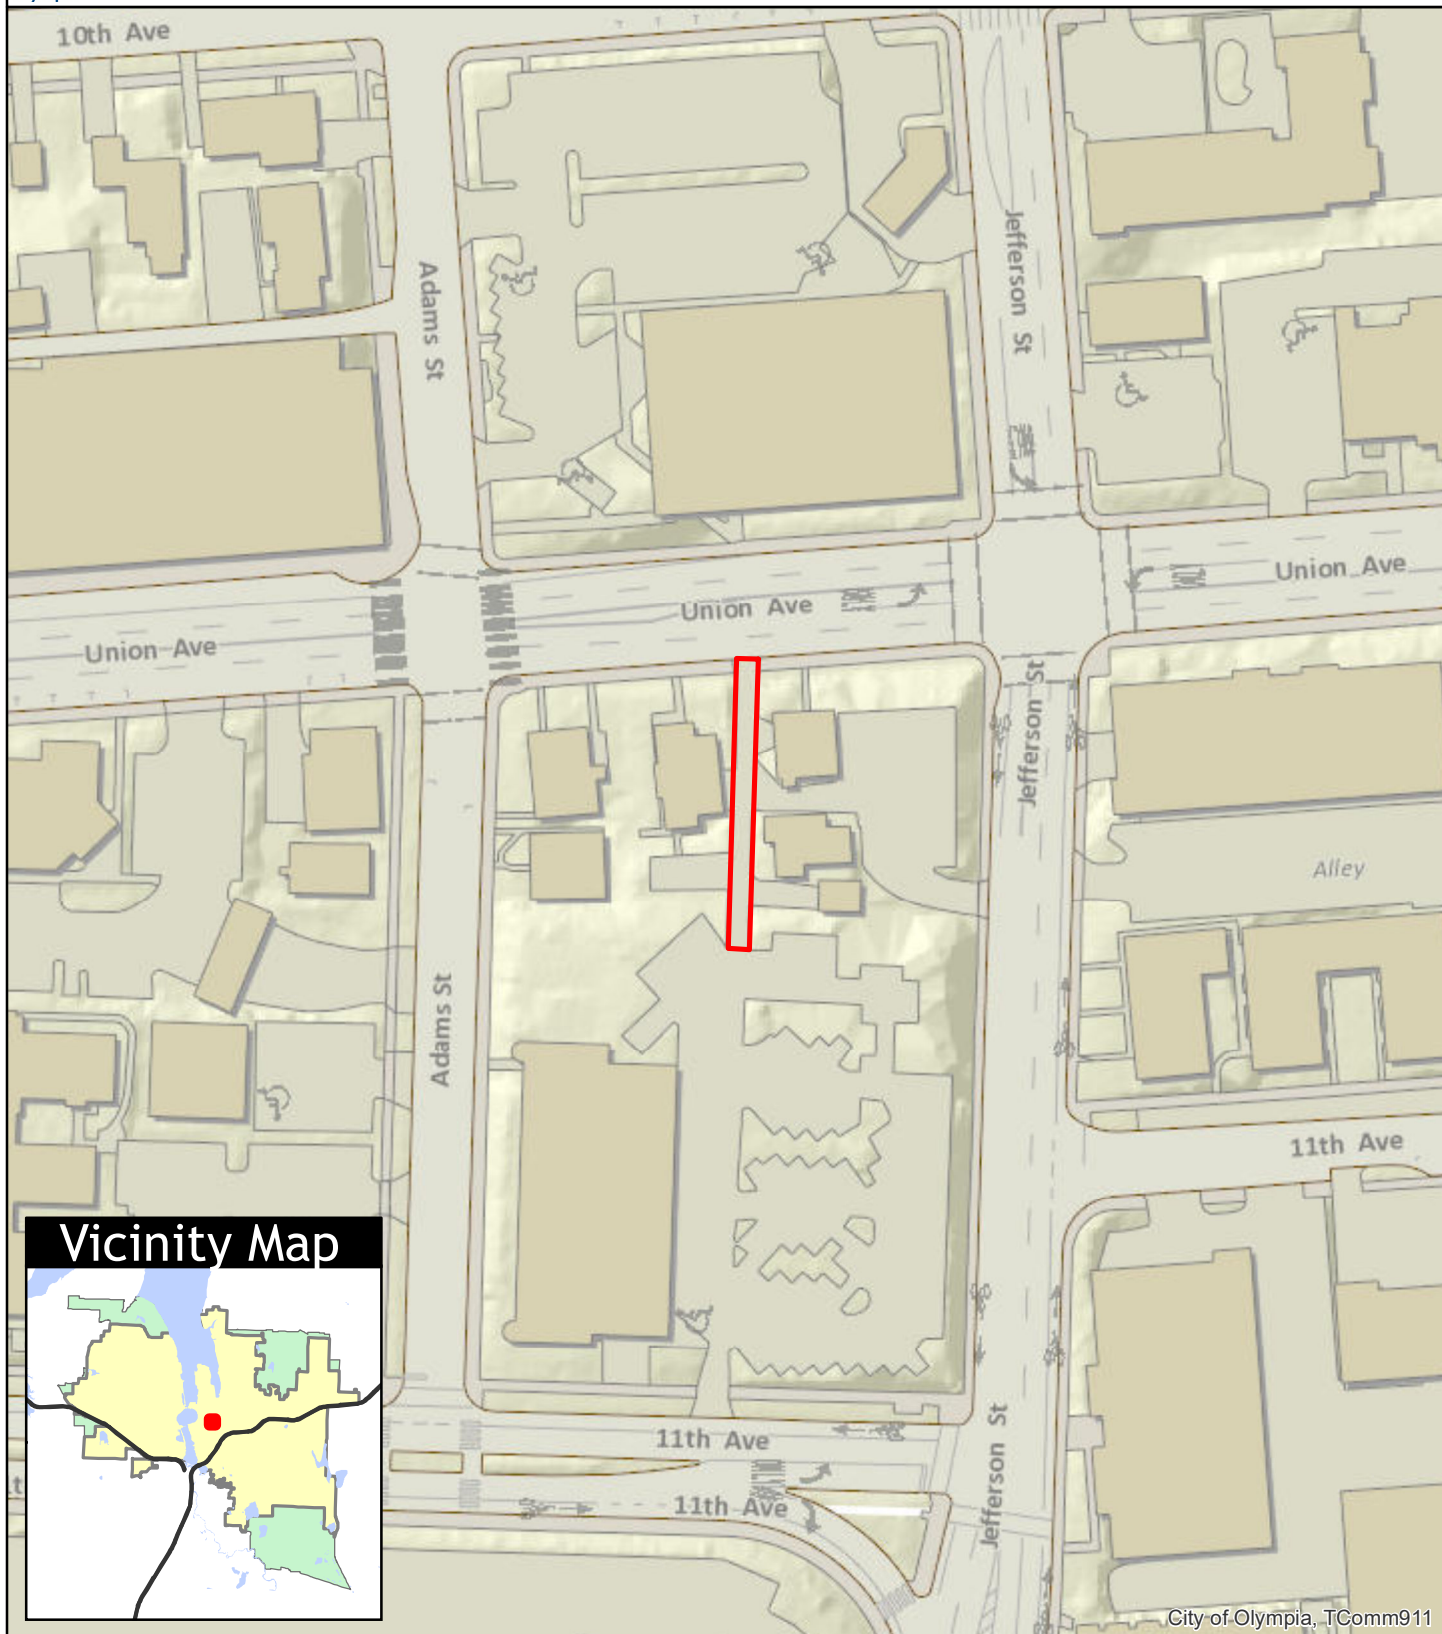 10th Ave
Adams St
Jefferson St
Union Ave
Union Ave
Union Ave
Jefferson St
Alley
Adams St
11th Ave
Vicinity Map
11th Ave
ONLY
11th Ave
Jefferson St
City of Olympia, TComm911